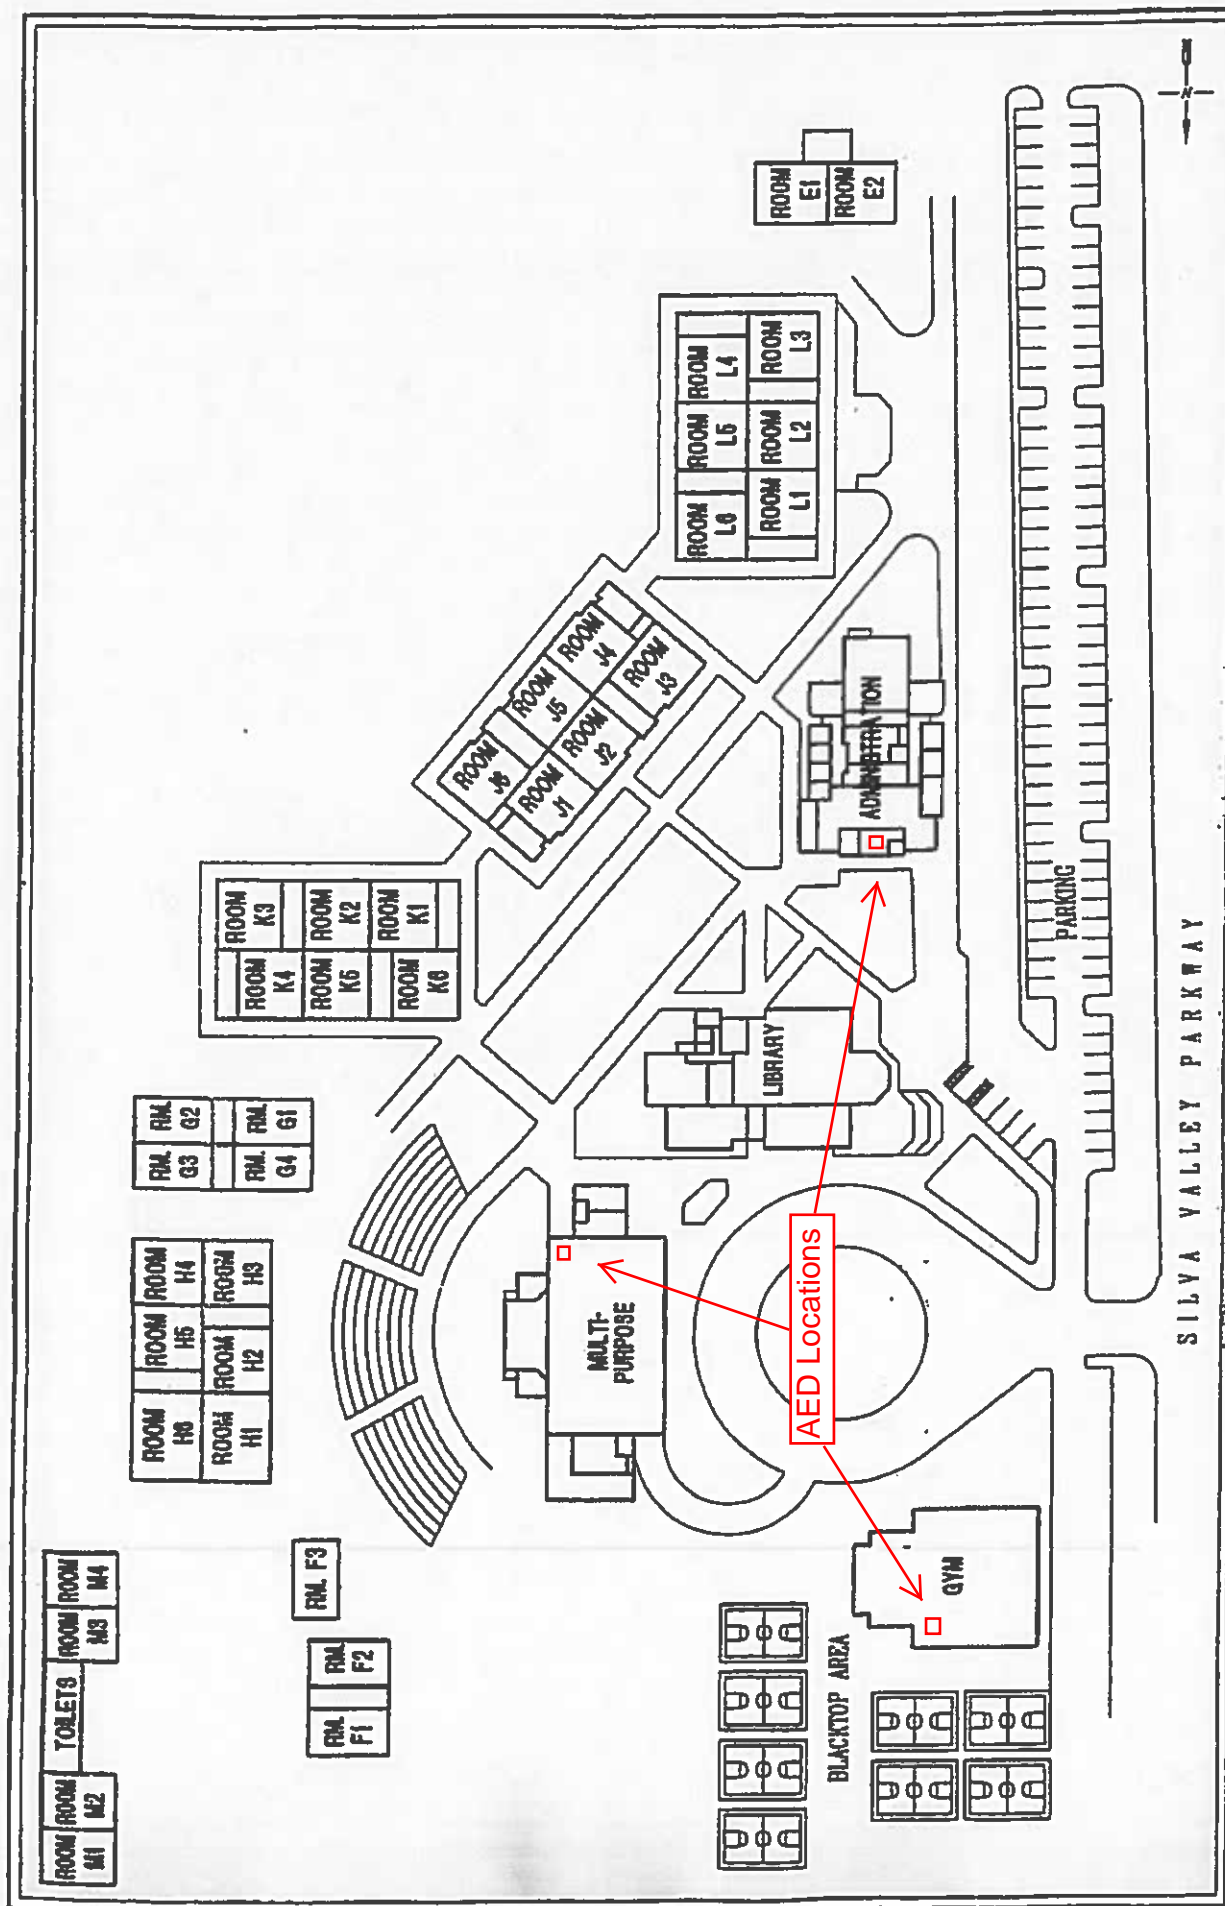 ROOM
M1
ROOM
M2
TOILETS
ROOM
M3
ROOM
M4
RM.
F1
RM.
F2
RM. F3
ROOM
H6
ROOM
H5
ROOM
H4
ROOM
H1
ROOM
H2
ROOM
H3
RM.
G3
RM.
G2
RM.
G4
RM.
G1
ROOM
K4
ROOM
K3
ROOM
K5
ROOM
K2
ROOM
K6
ROOM
K1
ROOM
J6
ROOM
J5
ROOM
J4
ROOM
J1
ROOM
J2
ROOM
J3
ROOM
L6
ROOM
L5
ROOM
L4
ROOM
L1
ROOM
L2
ROOM
L3
ROOM
E1
ROOM
E2
MULTI-
PURPOSE
LIBRARY
ADMINISTRATION
AED Locations
BLACKTOP AREA
GYM
PARKING
SILVA VALLEY PARKWAY
N